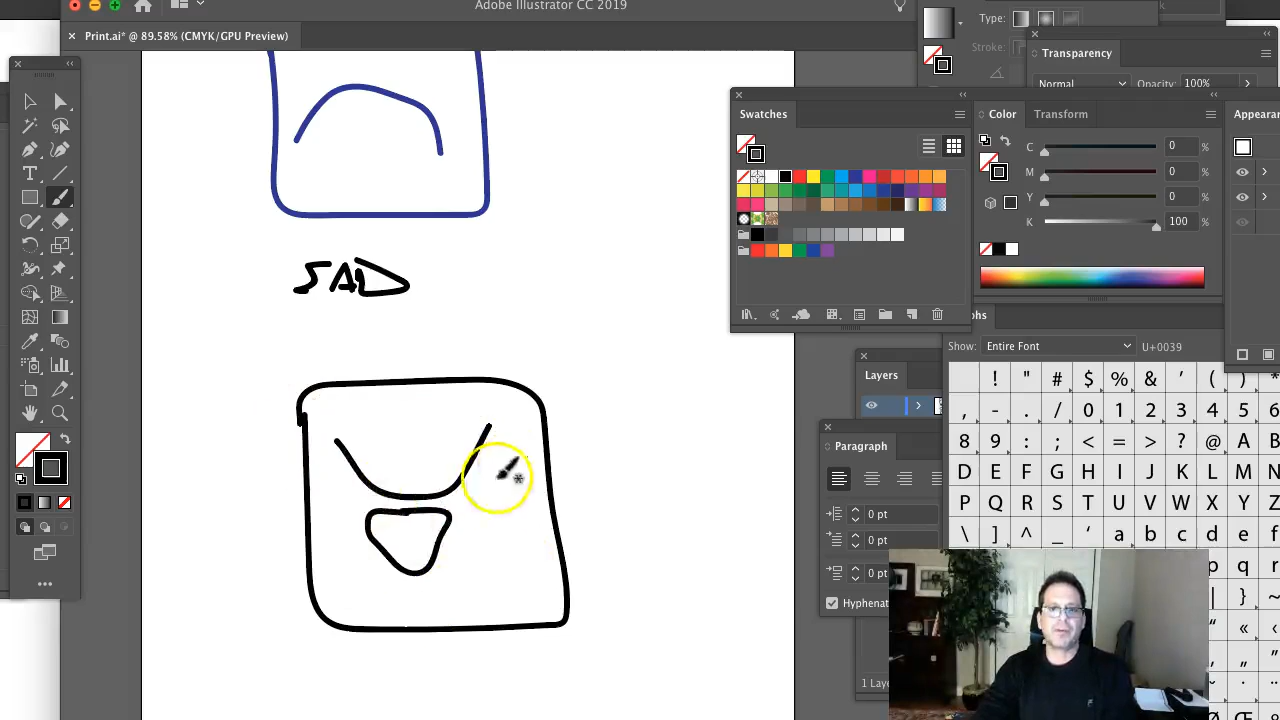 Adobe Illustrator CC 2019
Print.ai* @ 89.58% (CMYK/GPU Preview)
Type:
Stroke:
Transparency
Normal Opacity: 100%
Swatches
Color Transform
Appearan
C 0 %
M 0 %
Y 0 %
K 100 %
SAD
Show: Entire Font U+0039
! " # $ % & ’ ( ) *
, - . / 0 1 2 3 4 5 6
8 9 : ; < = > ? @ A B
D E F G H I J K L M N
P Q R S T U V W X Y Z
\ ] ^ _ ‘ a b c d e f
Layers
Paragraph
0 pt
0 pt
0 pt
Hyphenat
1 Laye